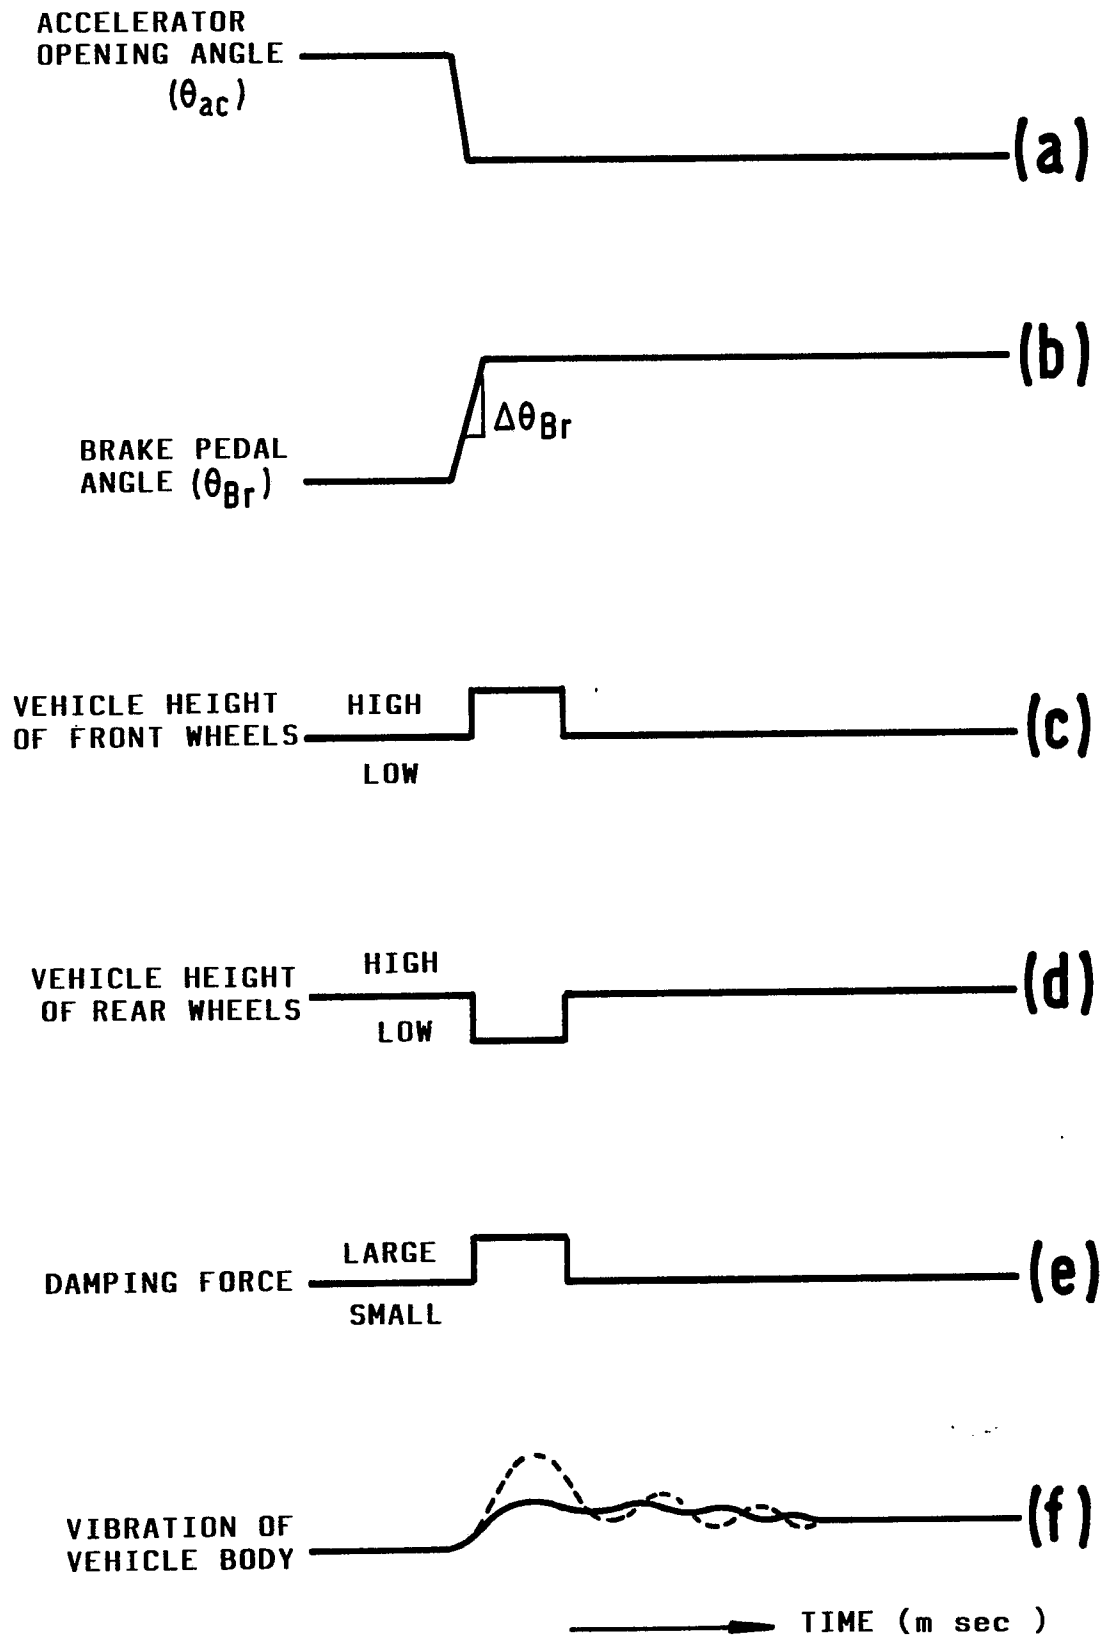 ACCELERATOR
OPENING ANGLE
(θac)
(a)
(b)
ΔθBr
BRAKE PEDAL
ANGLE (θBr)
VEHICLE HEIGHT
OF FRONT WHEELS
HIGH
LOW
(c)
VEHICLE HEIGHT
OF REAR WHEELS
HIGH
LOW
(d)
DAMPING FORCE
LARGE
SMALL
(e)
VIBRATION OF
VEHICLE BODY
(f)
TIME (m sec )